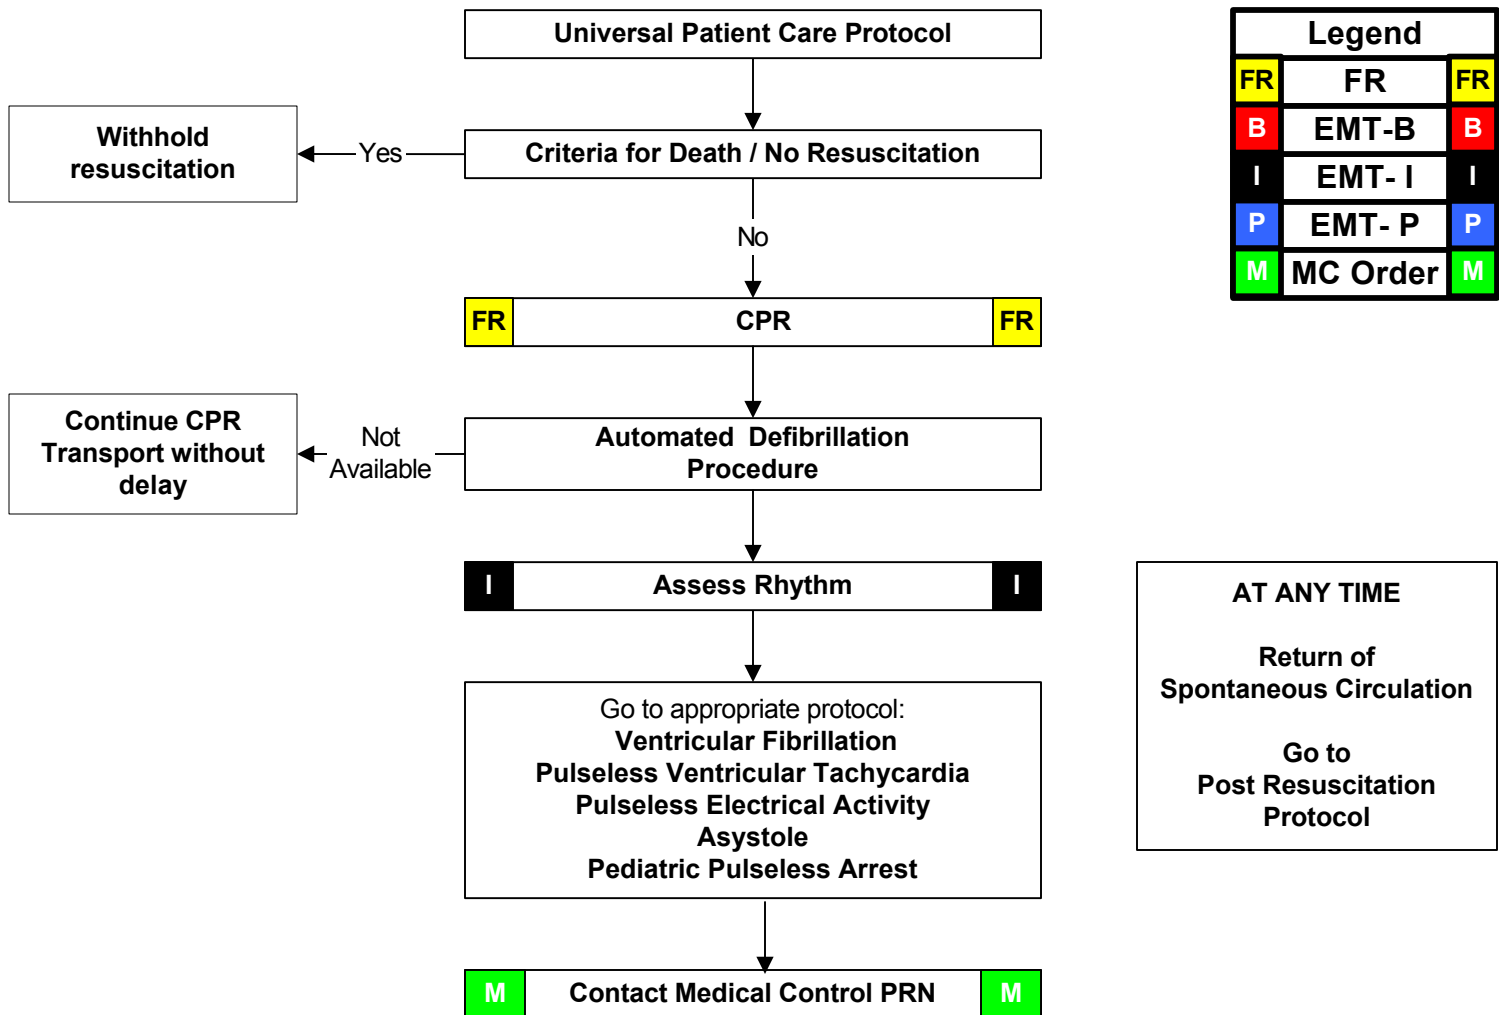 Universal Patient Care Protocol
Legend
FR FR FR
B EMT-B B
I EMT- I I
P EMT- P P
M MC Order M
Withhold
resuscitation
Yes
Criteria for Death / No Resuscitation
No
FR CPR FR
Continue CPR
Transport without
delay
Not
Available
Automated Defibrillation
Procedure
I Assess Rhythm I
Go to appropriate protocol:
Ventricular Fibrillation
Pulseless Ventricular Tachycardia
Pulseless Electrical Activity
Asystole
Pediatric Pulseless Arrest
AT ANY TIME
Return of
Spontaneous Circulation
Go to
Post Resuscitation
Protocol
M Contact Medical Control PRN M